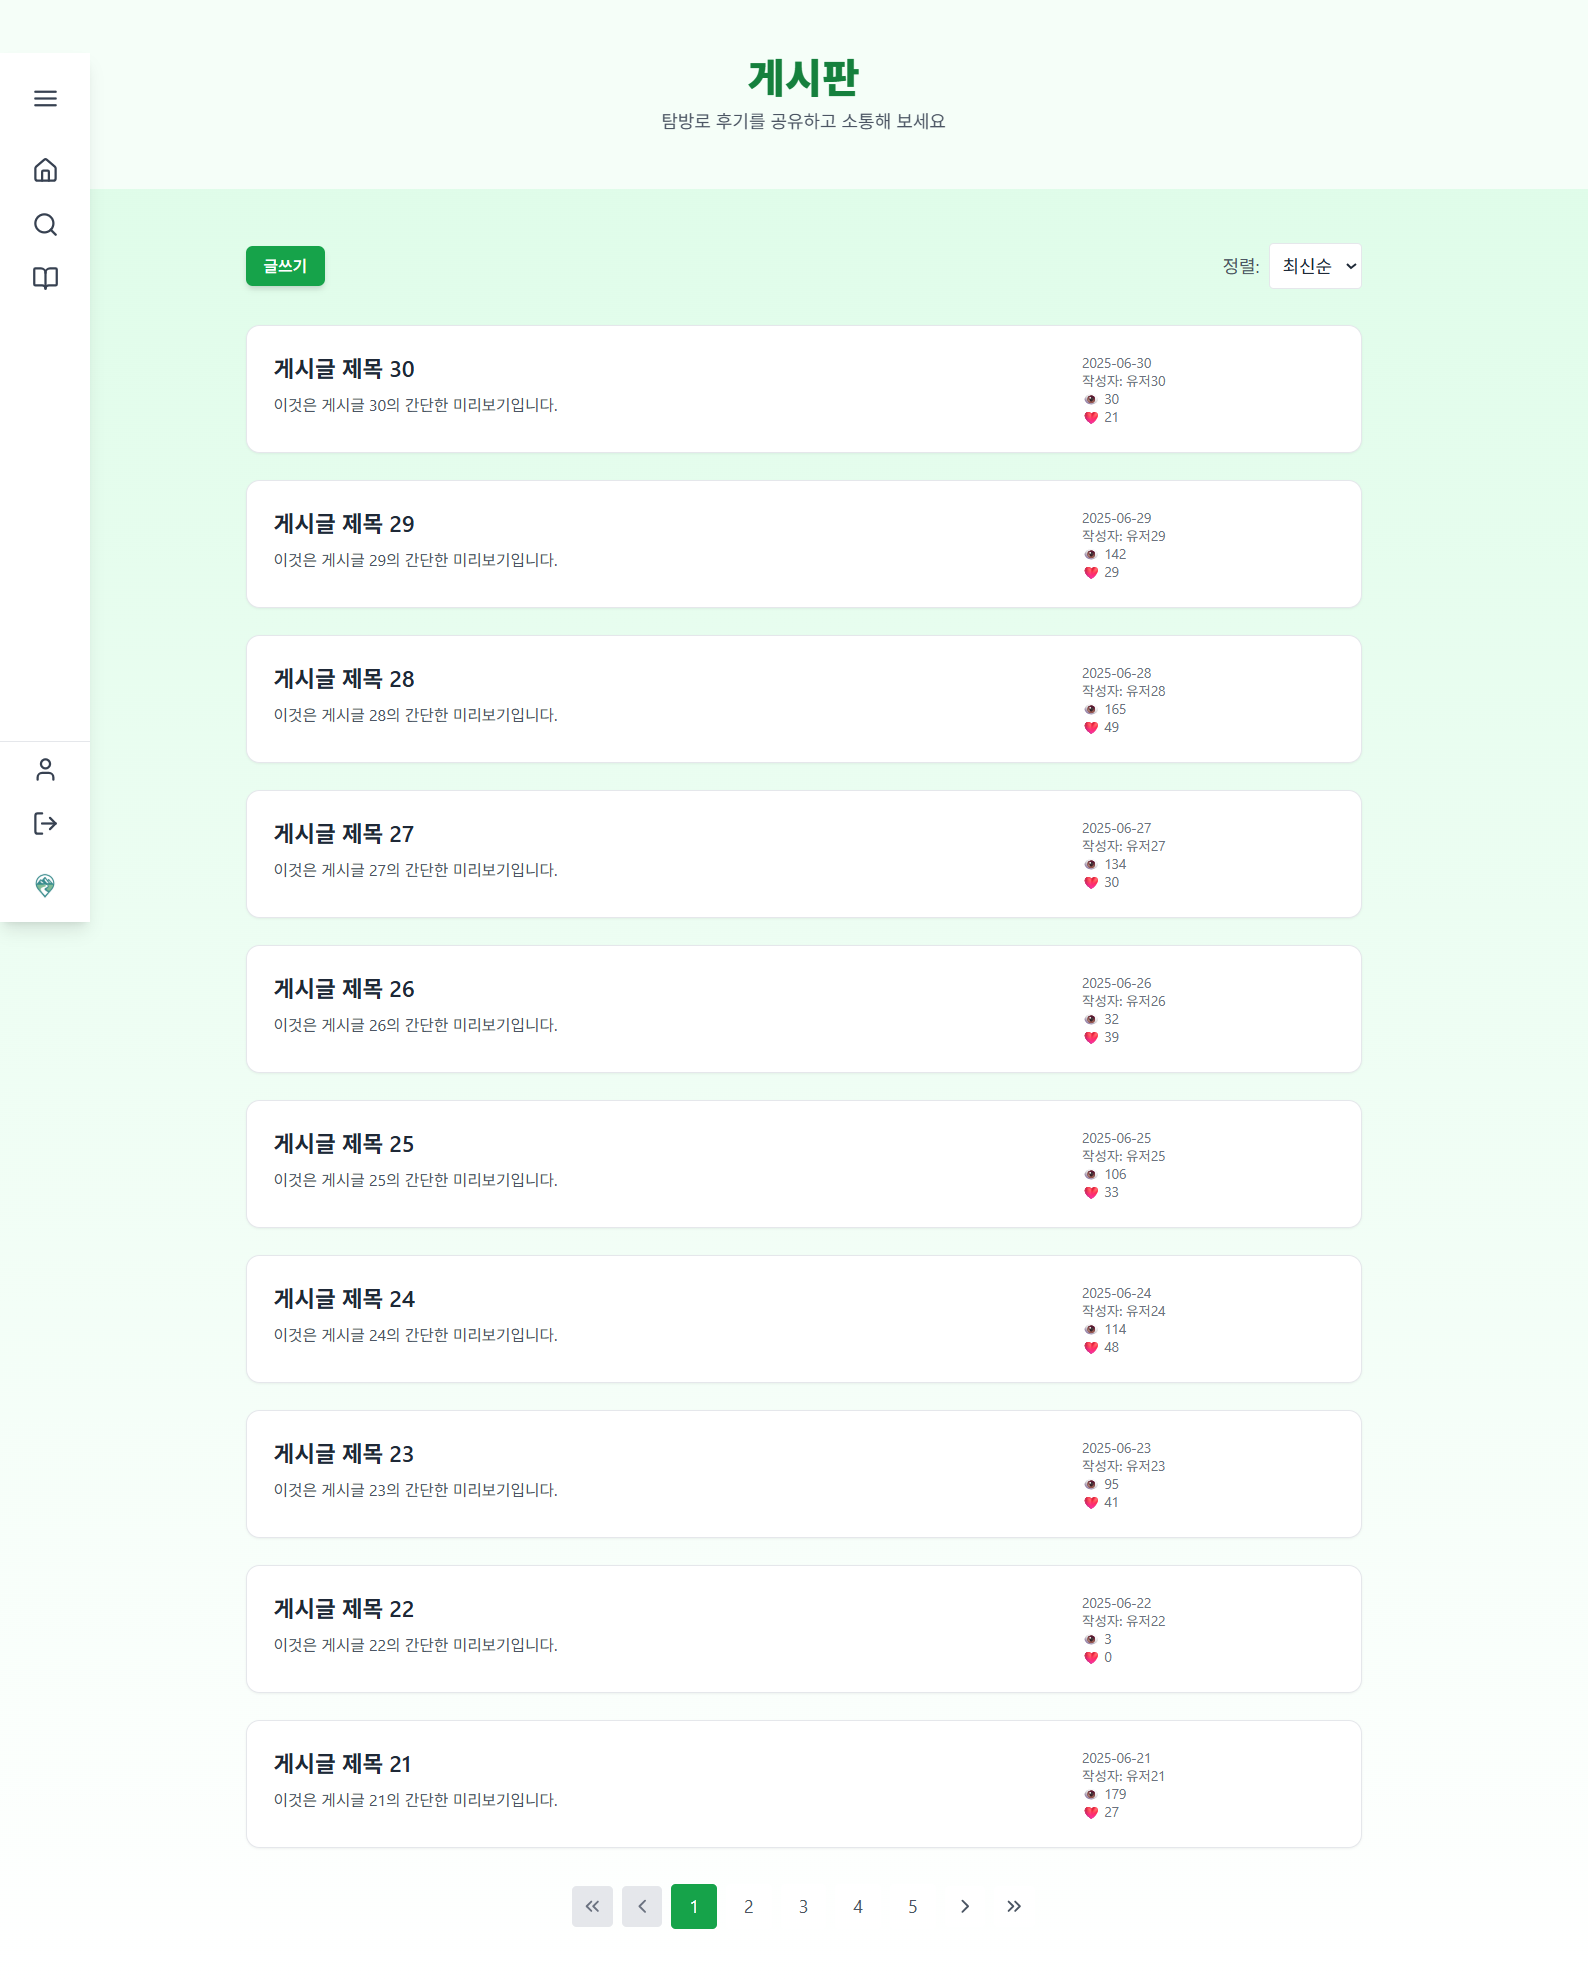 게시판
탐방로 후기를 공유하고 소통해 보세요
글쓰기
정렬: 최신순
게시글 제목 30
이것은 게시글 30의 간단한 미리보기입니다.
2025-06-30
작성자: 유저30
30
21
게시글 제목 29
이것은 게시글 29의 간단한 미리보기입니다.
2025-06-29
작성자: 유저29
142
29
게시글 제목 28
이것은 게시글 28의 간단한 미리보기입니다.
2025-06-28
작성자: 유저28
165
49
게시글 제목 27
이것은 게시글 27의 간단한 미리보기입니다.
2025-06-27
작성자: 유저27
134
30
게시글 제목 26
이것은 게시글 26의 간단한 미리보기입니다.
2025-06-26
작성자: 유저26
32
39
게시글 제목 25
이것은 게시글 25의 간단한 미리보기입니다.
2025-06-25
작성자: 유저25
106
33
게시글 제목 24
이것은 게시글 24의 간단한 미리보기입니다.
2025-06-24
작성자: 유저24
114
48
게시글 제목 23
이것은 게시글 23의 간단한 미리보기입니다.
2025-06-23
작성자: 유저23
95
41
게시글 제목 22
이것은 게시글 22의 간단한 미리보기입니다.
2025-06-22
작성자: 유저22
3
0
게시글 제목 21
이것은 게시글 21의 간단한 미리보기입니다.
2025-06-21
작성자: 유저21
179
27
1 2 3 4 5